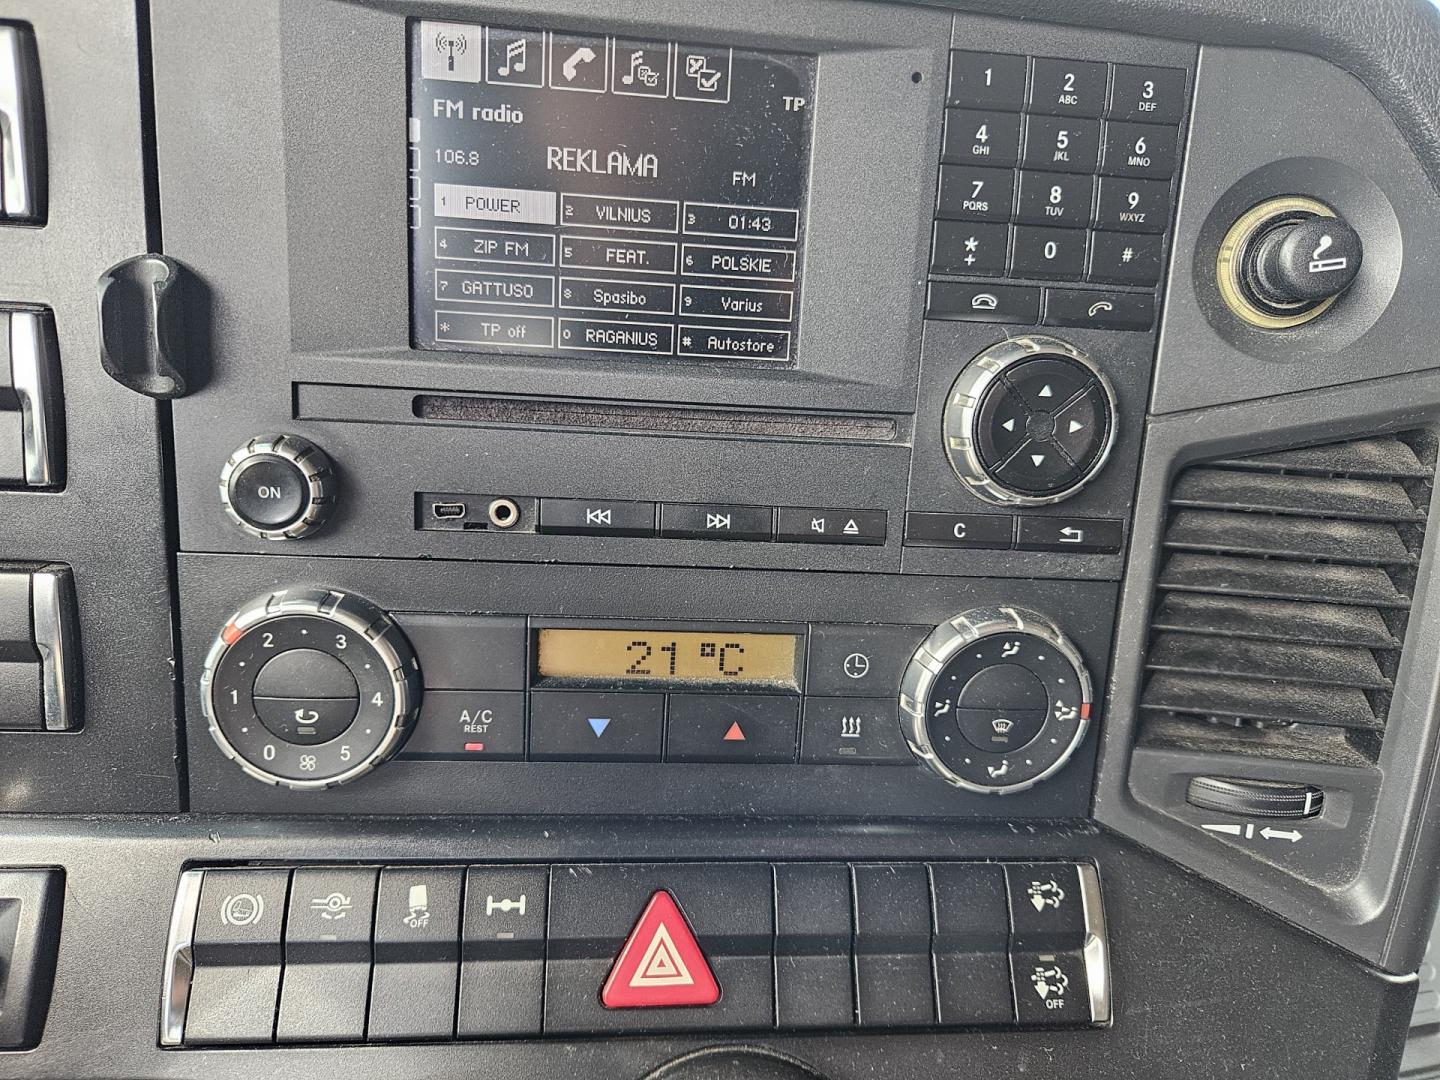 TP
FM radio
106.8 REKLAMA FM
1 POWER 2 VILNIUS 3 01:43
4 ZIP FM 5 FEAT. 6 POLSKIE
7 GATTUSO 8 Spasibo 9 Varius
* TP off 0 RAGANIUS # Autostore
1 2 ABC 3 DEF
4 GHI 5 JKL 6 MNO
7 PQRS 8 TUV 9 WXYZ
* + 0 #
ON
C
0 1 2 3 4 5
21 °C
A/C
REST
OFF
OFF